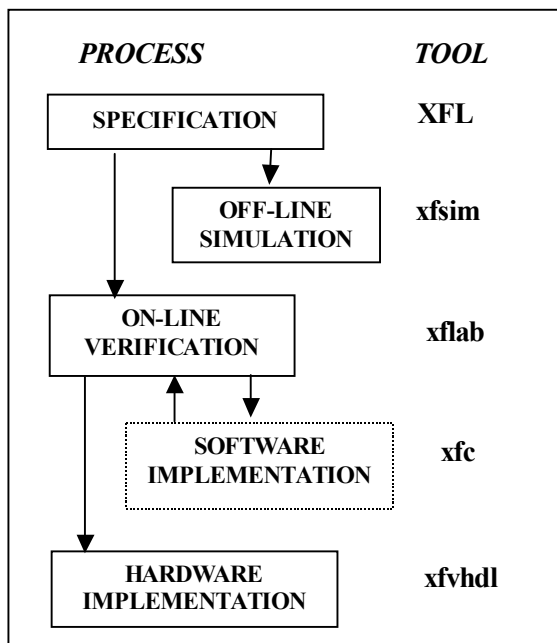 PROCESS TOOL
SPECIFICATION XFL
OFF-LINE
SIMULATION xfsim
ON-LINE
VERIFICATION xflab
SOFTWARE
IMPLEMENTATION xfc
HARDWARE
IMPLEMENTATION xfvhdl